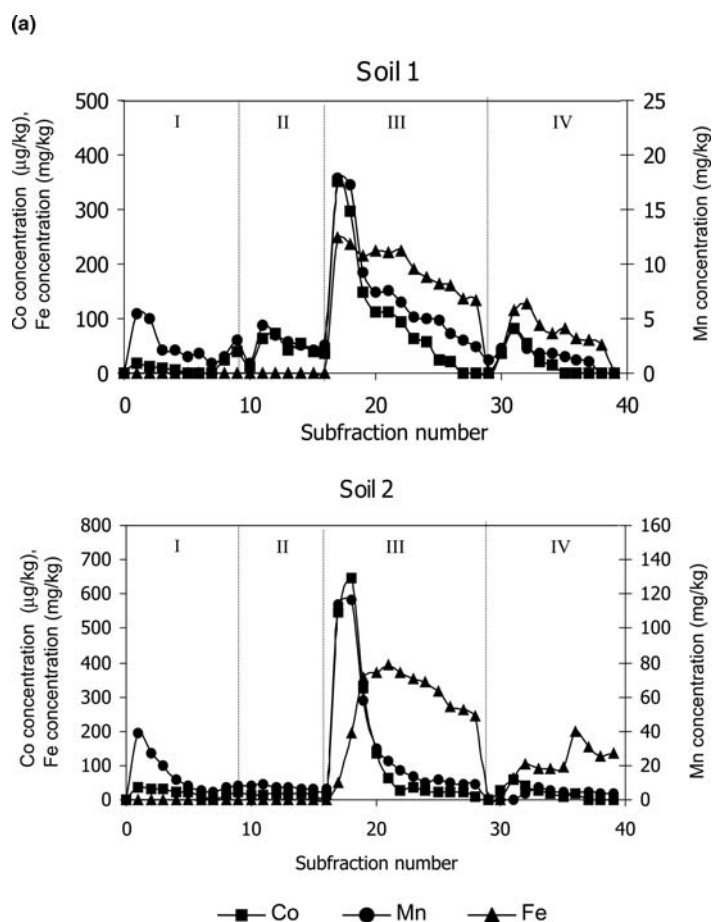 (a)
Soil 1
Co concentration (µg/kg),
Fe concentration (mg/kg)
Mn concentration (mg/kg)
500
400
300
200
100
0
25
20
15
10
5
0
I
II
III
IV
0
10
20
30
40
Subfraction number
Soil 2
Co concentration (µg/kg),
Fe concentration (mg/kg)
Mn concentration (mg/kg)
800
700
600
500
400
300
200
100
0
160
140
120
100
80
60
40
20
0
I
II
III
IV
0
10
20
30
40
Subfraction number
Co
Mn
Fe